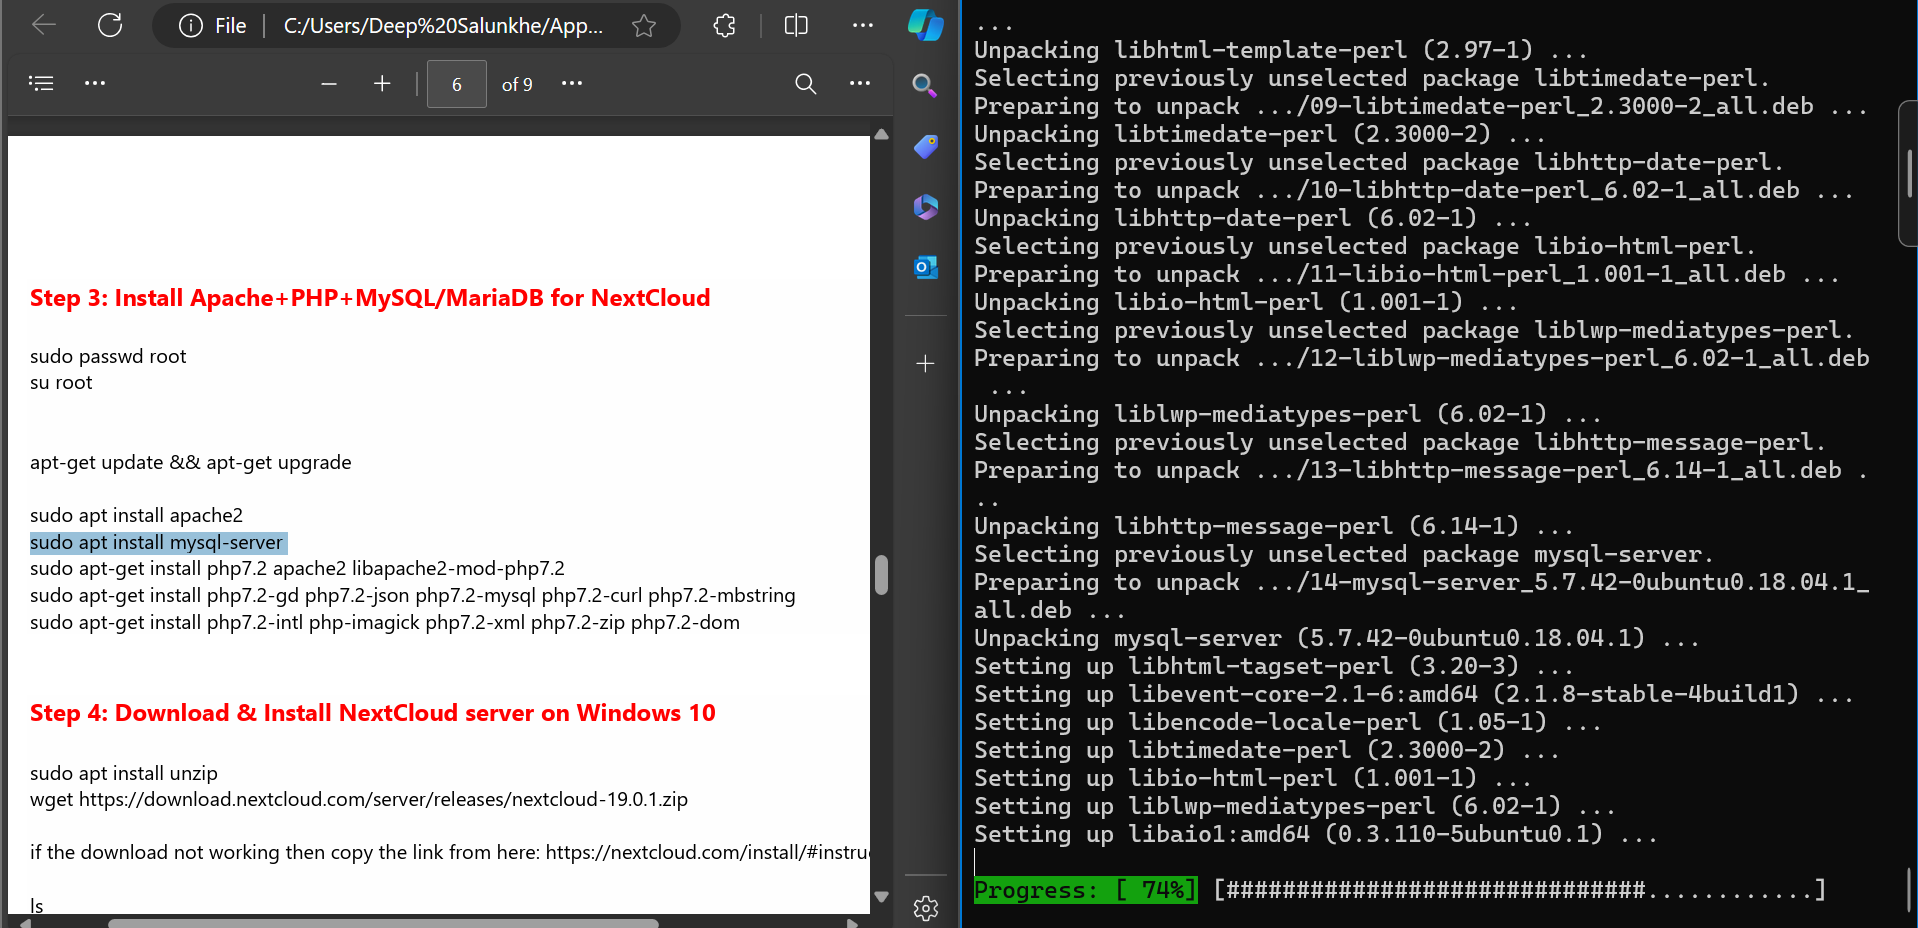 File
C:/Users/Deep%20Salunkhe/App...
6 of 9
Step 3: Install Apache+PHP+MySQL/MariaDB for NextCloud
sudo passwd root
su root
apt-get update && apt-get upgrade
sudo apt install apache2
sudo apt install mysql-server
sudo apt-get install php7.2 apache2 libapache2-mod-php7.2
sudo apt-get install php7.2-gd php7.2-json php7.2-mysql php7.2-curl php7.2-mbstring
sudo apt-get install php7.2-intl php-imagick php7.2-xml php7.2-zip php7.2-dom
Step 4: Download & Install NextCloud server on Windows 10
sudo apt install unzip
wget https://download.nextcloud.com/server/releases/nextcloud-19.0.1.zip
if the download not working then copy the link from here: https://nextcloud.com/install/#instru
ls
...
Unpacking libhtml-template-perl (2.97-1) ...
Selecting previously unselected package libtimedate-perl.
Preparing to unpack .../09-libtimedate-perl_2.3000-2_all.deb ...
Unpacking libtimedate-perl (2.3000-2) ...
Selecting previously unselected package libhttp-date-perl.
Preparing to unpack .../10-libhttp-date-perl_6.02-1_all.deb ...
Unpacking libhttp-date-perl (6.02-1) ...
Selecting previously unselected package libio-html-perl.
Preparing to unpack .../11-libio-html-perl_1.001-1_all.deb ...
Unpacking libio-html-perl (1.001-1) ...
Selecting previously unselected package liblwp-mediatypes-perl.
Preparing to unpack .../12-liblwp-mediatypes-perl_6.02-1_all.deb
...
Unpacking liblwp-mediatypes-perl (6.02-1) ...
Selecting previously unselected package libhttp-message-perl.
Preparing to unpack .../13-libhttp-message-perl_6.14-1_all.deb .
..
Unpacking libhttp-message-perl (6.14-1) ...
Selecting previously unselected package mysql-server.
Preparing to unpack .../14-mysql-server_5.7.42-0ubuntu0.18.04.1_
all.deb ...
Unpacking mysql-server (5.7.42-0ubuntu0.18.04.1) ...
Setting up libhtml-tagset-perl (3.20-3) ...
Setting up libevent-core-2.1-6:amd64 (2.1.8-stable-4build1) ...
Setting up libencode-locale-perl (1.05-1) ...
Setting up libtimedate-perl (2.3000-2) ...
Setting up libio-html-perl (1.001-1) ...
Setting up liblwp-mediatypes-perl (6.02-1) ...
Setting up libaio1:amd64 (0.3.110-5ubuntu0.1) ...
Progress: [ 74%] [##############################............]